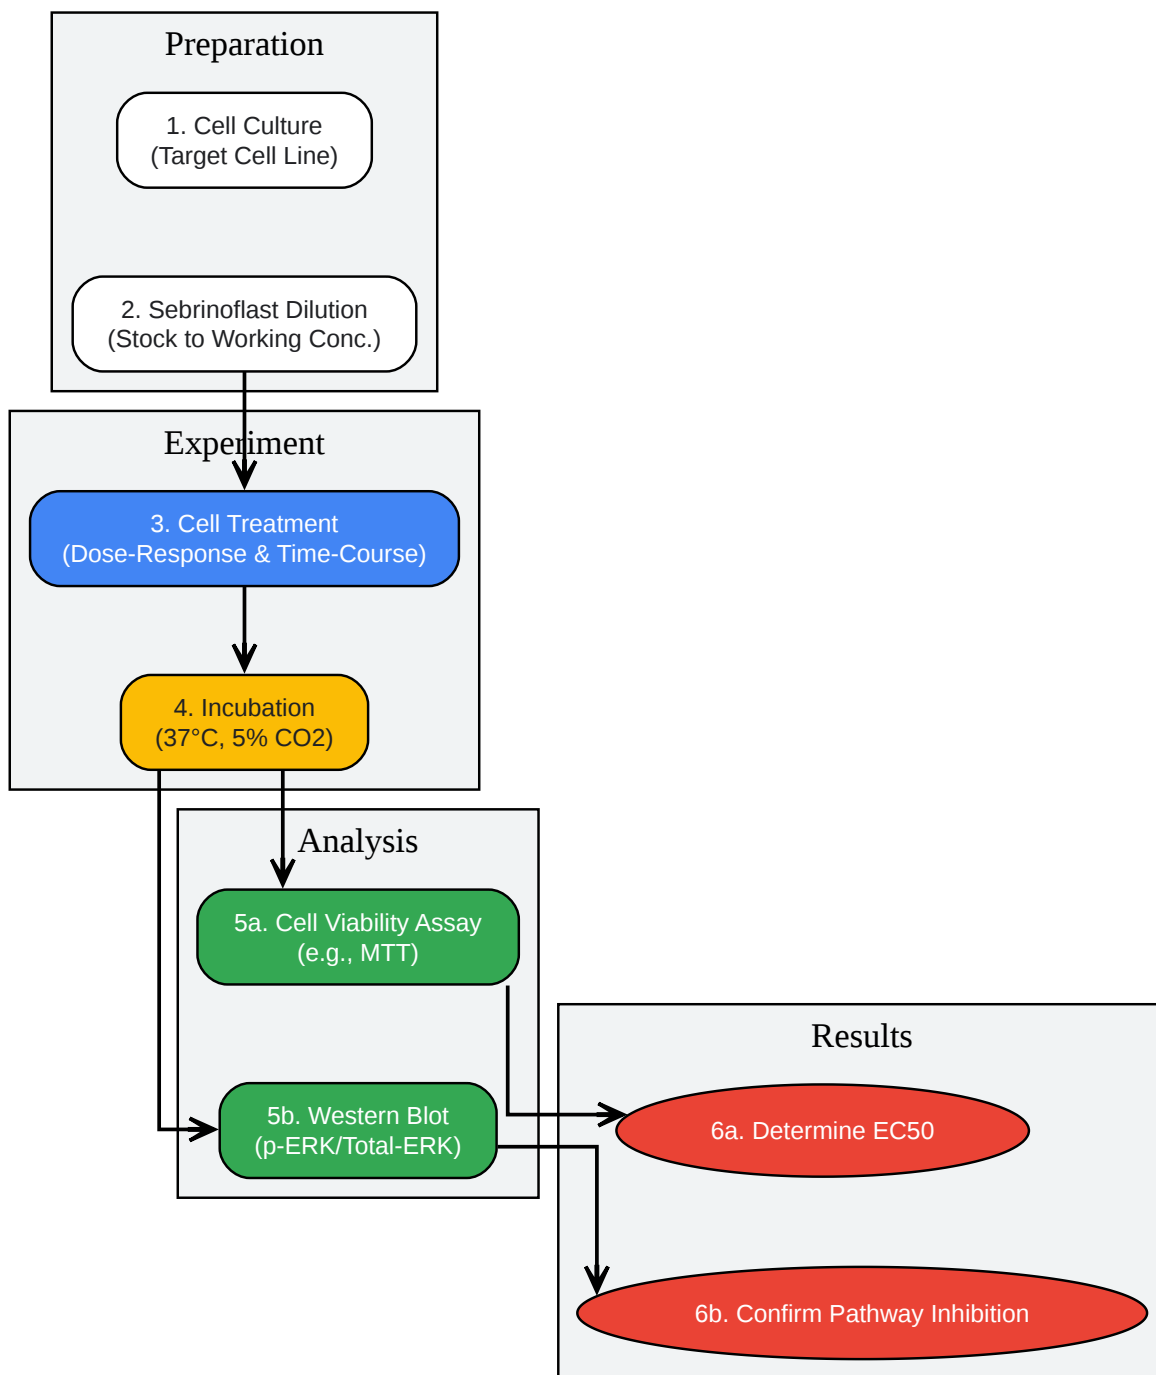 Preparation
1. Cell Culture
(Target Cell Line)
2. Sebrinoflast Dilution
(Stock to Working Conc.)
Experiment
3. Cell Treatment
(Dose-Response & Time-Course)
4. Incubation
(37°C, 5% CO2)
Analysis
5a. Cell Viability Assay
(e.g., MTT)
5b. Western Blot
(p-ERK/Total-ERK)
Results
6a. Determine EC50
6b. Confirm Pathway Inhibition